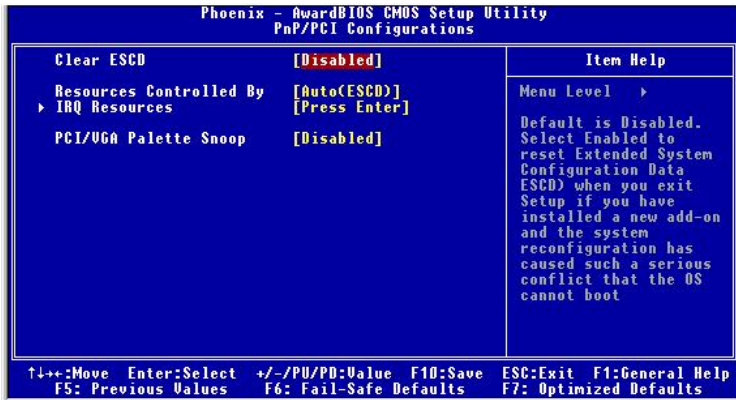 Phoenix - AwardBIOS CMOS Setup Utility
PnP/PCI Configurations
Clear ESCD [Disabled]
Resources Controlled By [Auto(ESCD)]
▸ IRQ Resources [Press Enter]
PCI/VGA Palette Snoop [Disabled]
Item Help
Menu Level ▸
Default is Disabled.
Select Enabled to
reset Extended System
Configuration Data
ESCD) when you exit
Setup if you have
installed a new add-on
and the system
reconfiguration has
caused such a serious
conflict that the OS
cannot boot
↑↓→←:Move Enter:Select +/-/PU/PD:Value F10:Save ESC:Exit F1:General Help
F5: Previous Values F6: Fail-Safe Defaults F7: Optimized Defaults